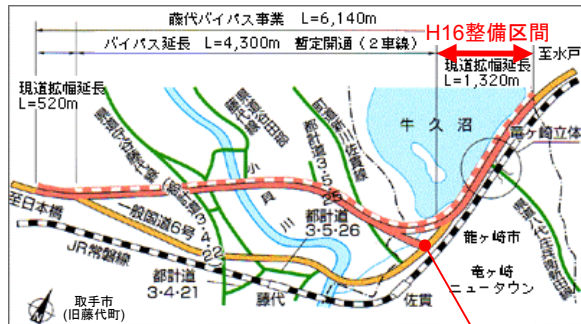 藤代バイパス事業 L=6,140m
バイパス延長 L=4,300m 暫定開通(2車線)
H16整備区間
至水戸
現道拡幅延長
L=1,320m
現道拡幅延長
L=520m
牛久沼
竜ヶ崎立体
都計道
3・5・25
小貝川
至日本橋
一般国道6号
JR常磐線
都計道
3・5・26
都計道
3・4・21
藤代
佐貫
龍ヶ崎市
竜ヶ崎
ニュータウン
取手市
(旧藤代町)